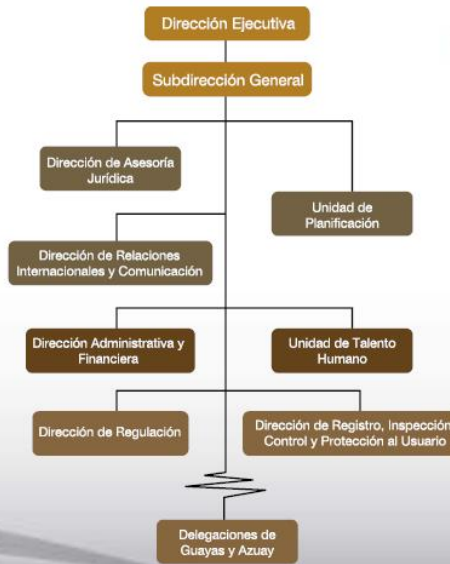 Dirección Ejecutiva
Subdirección General
Dirección de Asesoría
Jurídica
Unidad de
Planificación
Dirección de Relaciones
Internacionales y Comunicación
Dirección Administrativa y
Financiera
Unidad de Talento
Humano
Dirección de Regulación
Dirección de Registro, Inspección
Control y Protección al Usuario
Delegaciones de
Guayas y Azuay